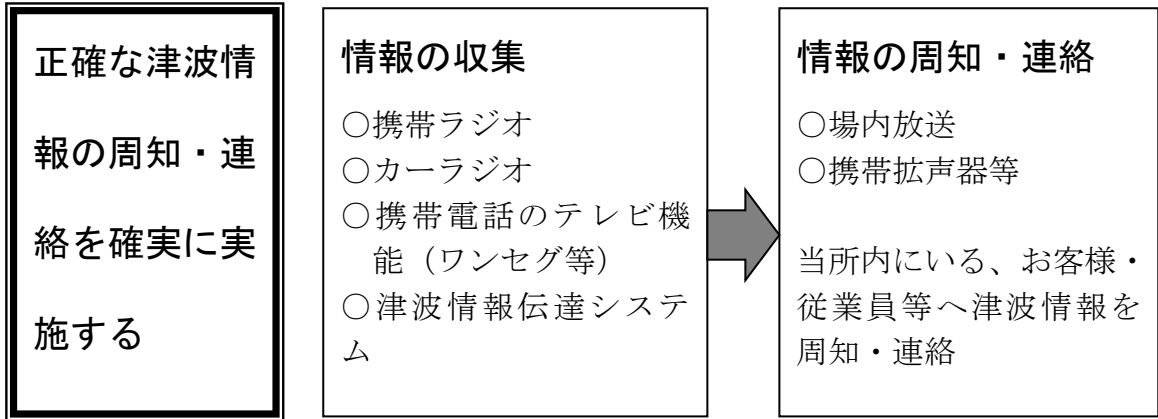 正確な津波情
報の周知・連
絡を確実に実
施する
情報の収集
○携帯ラジオ
○カーラジオ
○携帯電話のテレビ機
能（ワンセグ等）
○津波情報伝達システ
ム
情報の周知・連絡
○場内放送
○携帯拡声器等
当所内にいる、お客様・
従業員等へ津波情報を
周知・連絡